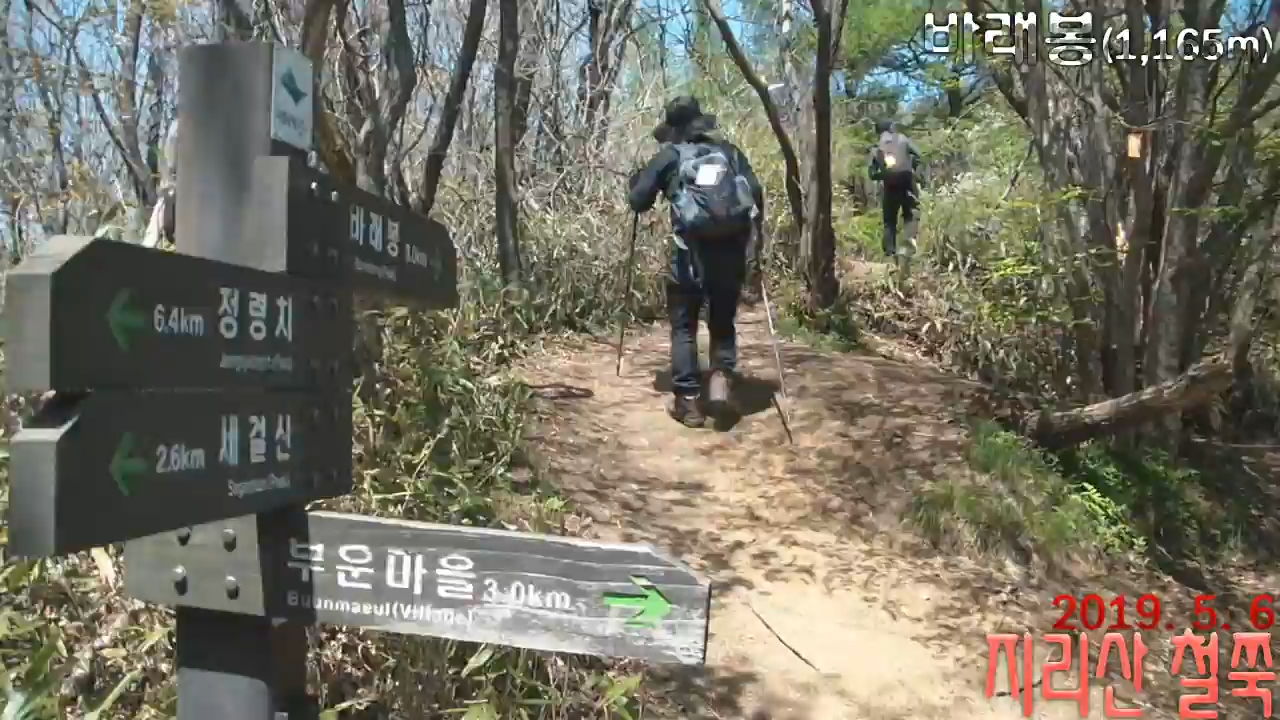 바래봉(1,165m)
바래봉
6.4km 정령치
2.6km 세걸산
부운마을 3.0km
Buunmaeul(Village)
2019. 5. 6
지리산 철쭉